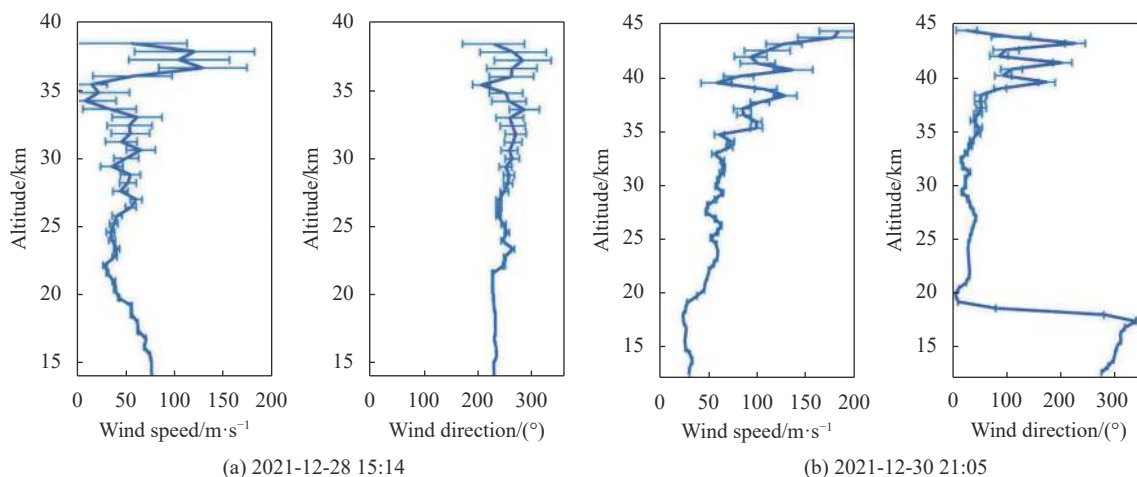 40
35
30
25
20
15
0 50 100 150 200
Altitude/km
Wind speed/m·s⁻¹
40
35
30
25
20
15
0 100 200 300
Altitude/km
Wind direction/(°)
(a) 2021-12-28 15:14
45
40
35
30
25
20
15
0 50 100 150 200
Altitude/km
Wind speed/m·s⁻¹
45
40
35
30
25
20
15
0 100 200 300
Altitude/km
Wind direction/(°)
(b) 2021-12-30 21:05